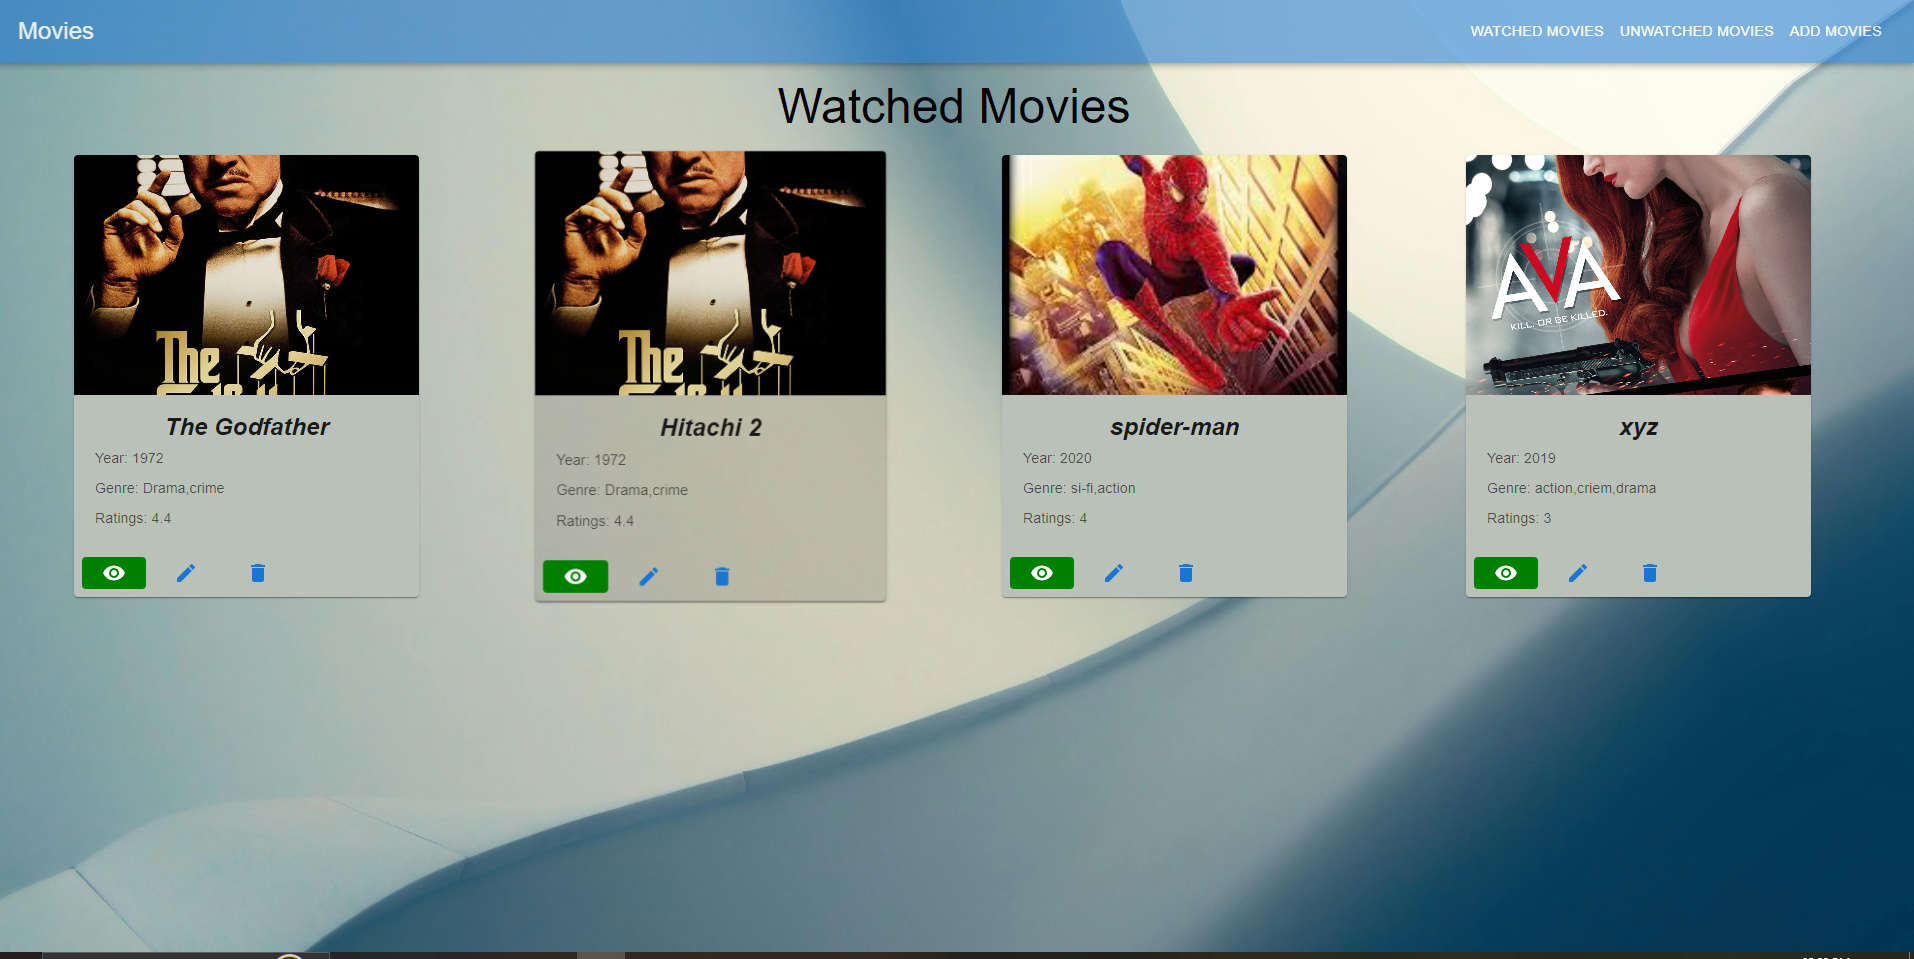 Movies
WATCHED MOVIES UNWATCHED MOVIES ADD MOVIES
Watched Movies
The
The
AVA
KILL. OR BE KILLED.
The Godfather
Year: 1972
Genre: Drama,crime
Ratings: 4.4
Hitachi 2
Year: 1972
Genre: Drama,crime
Ratings: 4.4
spider-man
Year: 2020
Genre: si-fi,action
Ratings: 4
xyz
Year: 2019
Genre: action,criem,drama
Ratings: 3